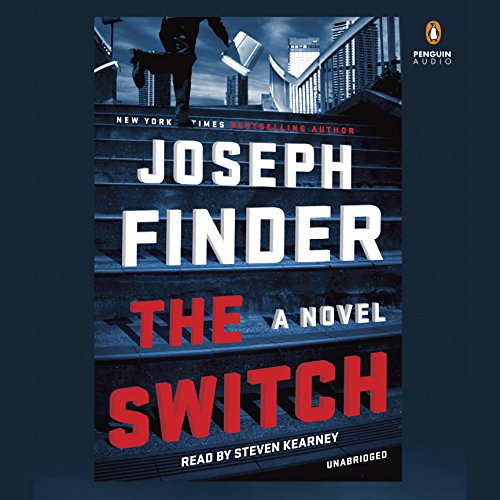 PENGUIN
AUDIO
NEW YORK TIMES BESTSELLING AUTHOR
JOSEPH
FINDER
THE
A NOVEL
SWITCH
READ BY STEVEN KEARNEY
UNABRIDGED